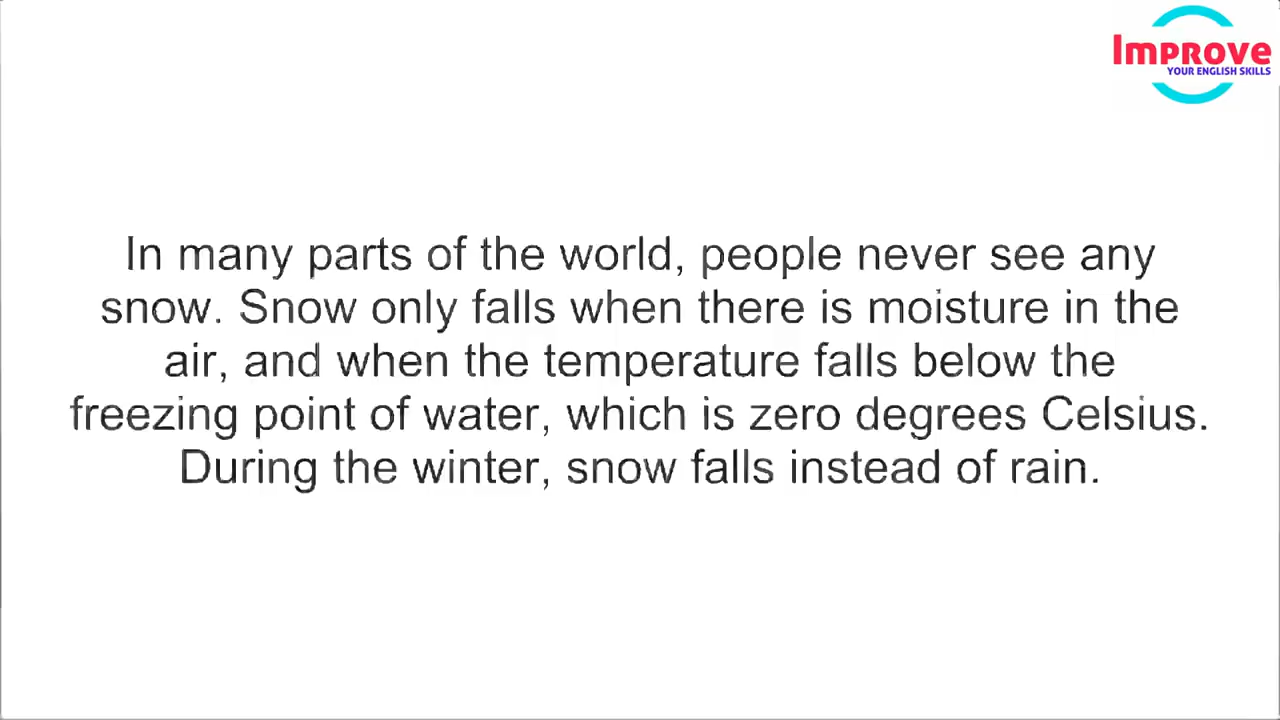 Improve
YOUR ENGLISH SKILLS
In many parts of the world, people never see any
snow. Snow only falls when there is moisture in the
air, and when the temperature falls below the
freezing point of water, which is zero degrees Celsius.
During the winter, snow falls instead of rain.